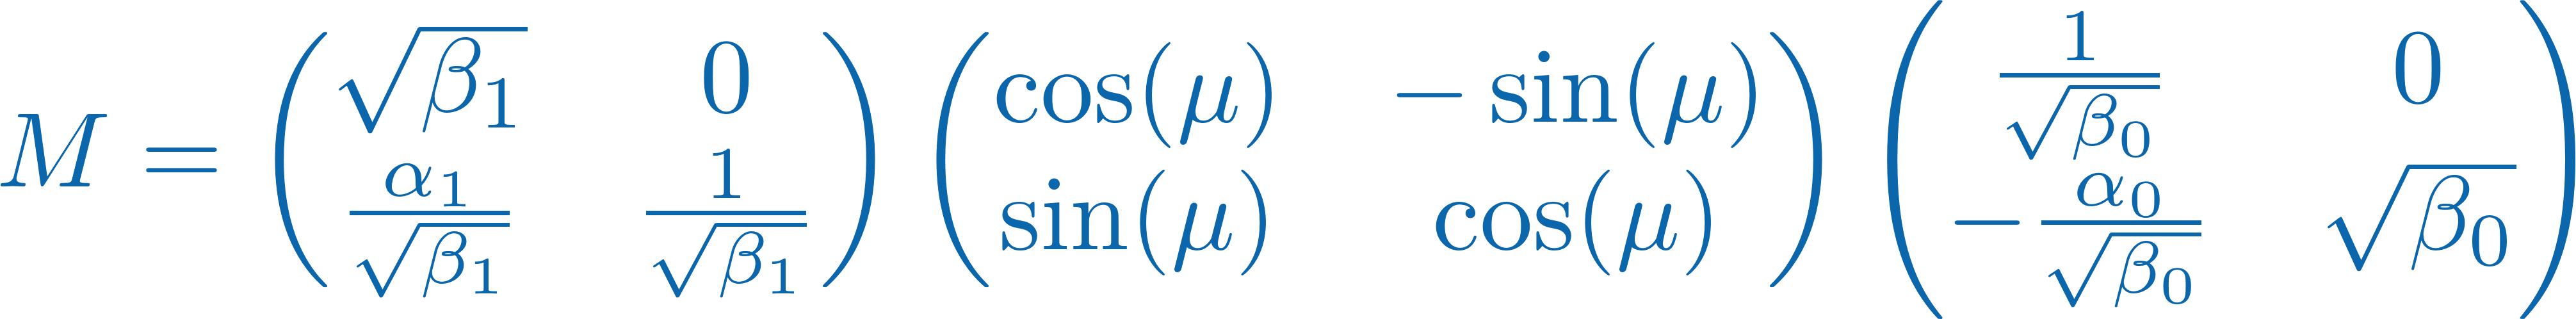 M = \begin{pmatrix} \sqrt{\beta_1} & 0 \\ \frac{\alpha_1}{\sqrt{\beta_1}} & \frac{1}{\sqrt{\beta_1}} \end{pmatrix} \begin{pmatrix} \cos(\mu) & -\sin(\mu) \\ \sin(\mu) & \cos(\mu) \end{pmatrix} \begin{pmatrix} \frac{1}{\sqrt{\beta_0}} & 0 \\ -\frac{\alpha_0}{\sqrt{\beta_0}} & \sqrt{\beta_0} \end{pmatrix}